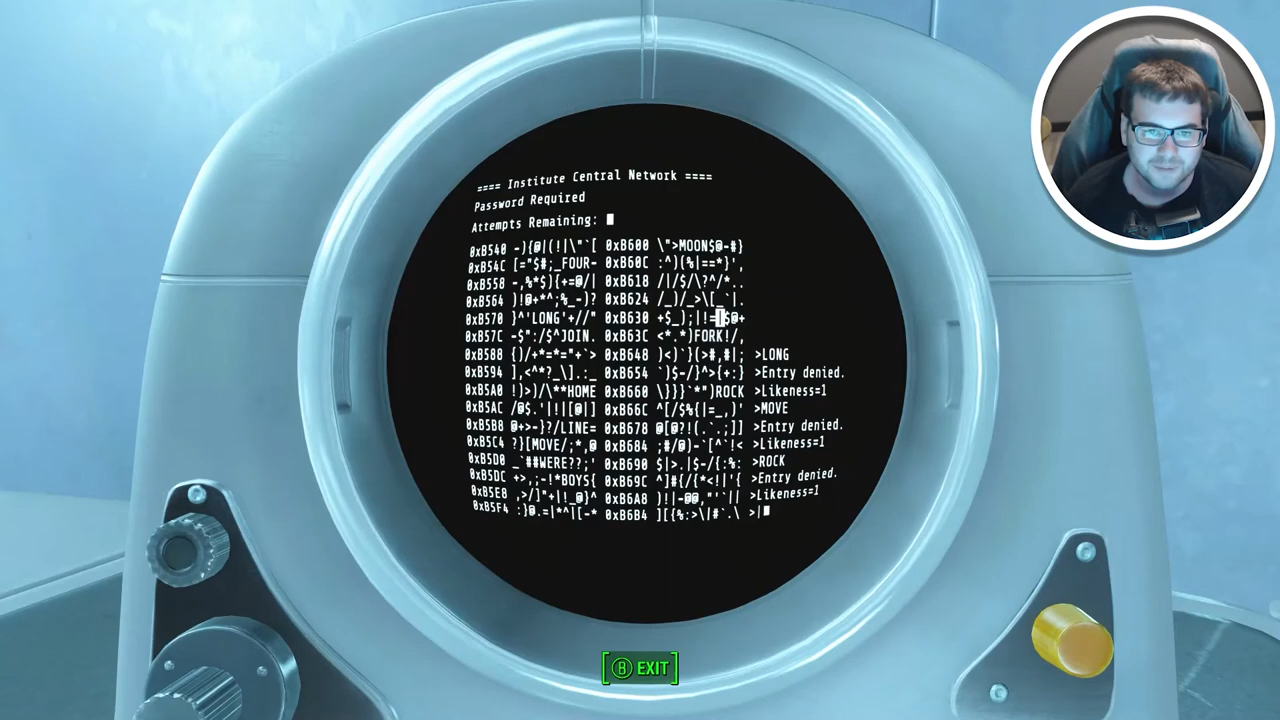 ==== Institute Central Network ====
Password Required
Attempts Remaining: █
0xB540 -){@|(!|\"`[ 0xB600 \">MOON$@-#}
0xB54C [="$#;_FOUR- 0xB60C :^)(%|==*}',
0xB558 -,%*$){+=@/| 0xB618 /|/$/\?^/*..
0xB564 )!@+*^;%_-)? 0xB624 /_)/_>\[_`|.
0xB570 }^'LONG'+//" 0xB630 +$_);|!=|$@+
0xB57C -$":/$^JOIN. 0xB63C <*.*)FORK!/,
0xB588 {)/+*=*="+`> 0xB648 )<)`}(>#,#|; >LONG
0xB594 ],<^*?_\].:_ 0xB654 `)$-/}^>{+:} >Entry denied.
0xB5A0 !)>)/\**HOME 0xB660 \}}}`*")ROCK >Likeness=1
0xB5AC /@$.'|!|[@|] 0xB66C ^[/$%{|=_,)' >MOVE
0xB5B8 @+>-}?/LINE= 0xB678 @[@?!(.`.;]] >Entry denied.
0xB5C4 ?}[MOVE/;*,@ 0xB684 ;#/@)-`[^`!< >Likeness=1
0xB5D0 _`##WERE??;' 0xB690 $|>.|$-/{:%: >ROCK
0xB5DC +>,;-!*BOYS{ 0xB69C ^]#{/{*<!|'{ >Entry denied.
0xB5E8 ,>/]"+|!_@}^ 0xB6A8 )!||-@@,"'`|| >Likeness=1
0xB5F4 :}@.=|*^|[-* 0xB6B4 ][{%:>\|#`.\ >|█
(B) EXIT